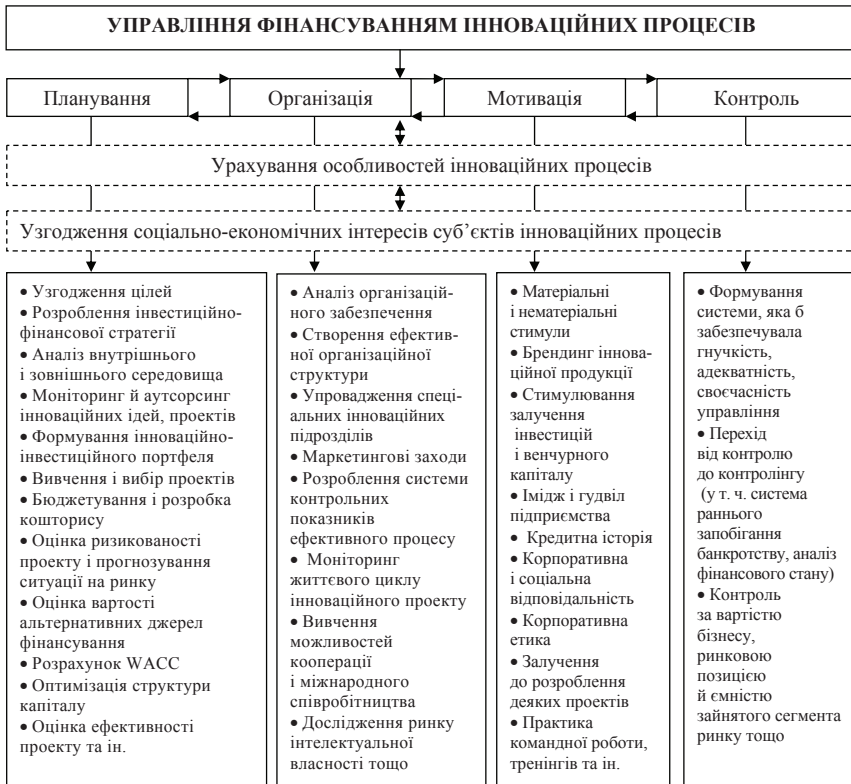 УПРАВЛІННЯ ФІНАНСУВАННЯМ ІННОВАЦІЙНИХ ПРОЦЕСІВ
Планування
Організація
Мотивація
Контроль
Урахування особливостей інноваційних процесів
Узгодження соціально-економічних інтересів суб’єктів інноваційних процесів
• Узгодження цілей
• Розроблення інвестиційно-
фінансової стратегії
• Аналіз внутрішнього
і зовнішнього середовища
• Моніторинг й аутсорсинг
інноваційних ідей, проектів
• Формування інноваційно-
інвестиційного портфеля
• Вивчення і вибір проектів
• Бюджетування і розробка
кошторису
• Оцінка ризикованості
проекту і прогнозування
ситуації на ринку
• Оцінка вартості
альтернативних джерел
фінансування
• Розрахунок WACC
• Оптимізація структури
капіталу
• Оцінка ефективності
проекту та ін.
• Аналіз організацій-
ного забезпечення
• Створення ефектив-
ної організаційної
структури
• Упровадження спеці-
альних інноваційних
підрозділів
• Маркетингові заходи
• Розроблення системи
контрольних
показників
ефективного процесу
• Моніторинг
життєвого циклу
інноваційного проекту
• Вивчення
можливостей
кооперації
і міжнародного
співробітництва
• Дослідження ринку
інтелектуальної
власності тощо
• Матеріальні
і нематеріальні
стимули
• Брендинг іннова-
ційної продукції
• Стимулювання
залучення
інвестицій
і венчурного
капіталу
• Імідж і гудвіл
підприємства
• Кредитна історія
• Корпоративна
і соціальна
відповідальність
• Корпоративна
етика
• Залучення
до розроблення
деяких проектів
• Практика
командної роботи,
тренінгів та ін.
• Формування
системи, яка б
забезпечувала
гнучкість,
адекватність,
своєчасність
управління
• Перехід
від контролю
до контролінгу
(у т. ч. система
раннього
запобігання
банкротству, аналіз
фінансового стану)
• Контроль
за вартістю
бізнесу,
ринковою
позицією
й ємністю
зайнятого сегмента
ринку тощо